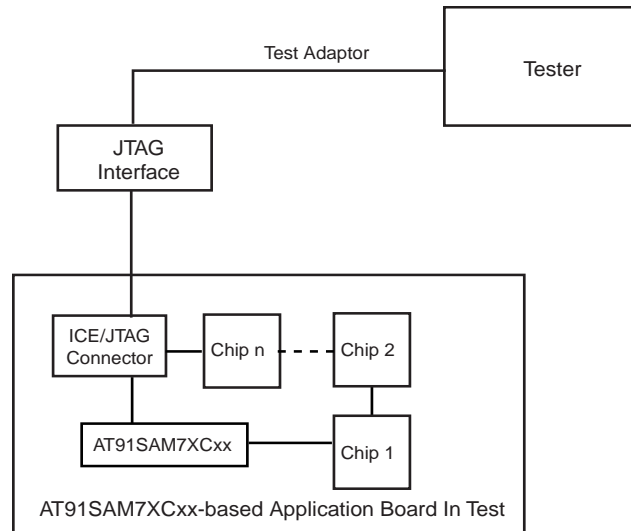 Test Adaptor
Tester
JTAG
Interface
ICE/JTAG
Connector
Chip n
Chip 2
AT91SAM7XCxx
Chip 1
AT91SAM7XCxx-based Application Board In Test